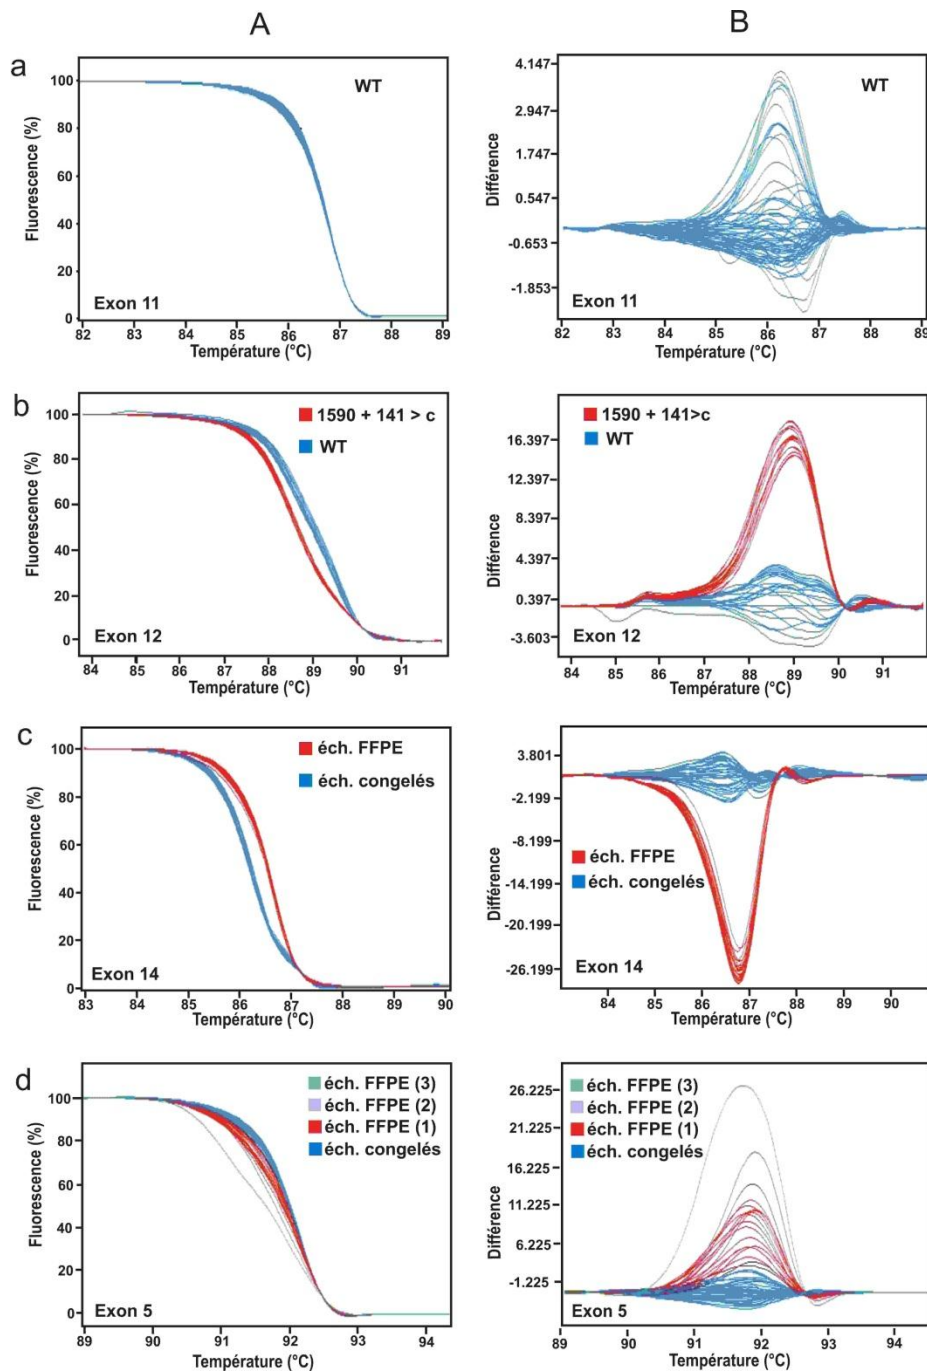 A
B
a
100
80
60
40
20
0
Fluorescence (%)
WT
Exon 11
82 83 84 85 86 87 88 89
Température (°C)
4.147
2.947
1.747
0.547
-0.653
-1.853
Différence
WT
Exon 11
82 83 84 85 86 87 88 89
Température (°C)
b
100
80
60
40
20
0
Fluorescence (%)
1590 + 141 > c
WT
Exon 12
84 85 86 87 88 89 90 91
Température (°C)
16.397
12.397
8.397
4.397
0.397
-3.603
Différence
1590 + 141>c
WT
Exon 12
84 85 86 87 88 89 90 91
Température (°C)
c
100
80
60
40
20
0
Fluorescence (%)
éch. FFPE
éch. congelés
Exon 14
83 84 85 86 87 88 89 90
Température (°C)
3.801
-2.199
-8.199
-14.199
-20.199
-26.199
Différence
éch. FFPE
éch. congelés
Exon 14
84 85 86 87 88 89 90
Température (°C)
d
100
80
60
40
20
0
Fluorescence (%)
éch. FFPE (3)
éch. FFPE (2)
éch. FFPE (1)
éch. congelés
Exon 5
89 90 91 92 93 94
Température (°C)
26.225
21.225
16.225
11.225
6.225
-1.225
Différence
éch. FFPE (3)
éch. FFPE (2)
éch. FFPE (1)
éch. congelés
Exon 5
89 90 91 92 93 94
Température (°C)